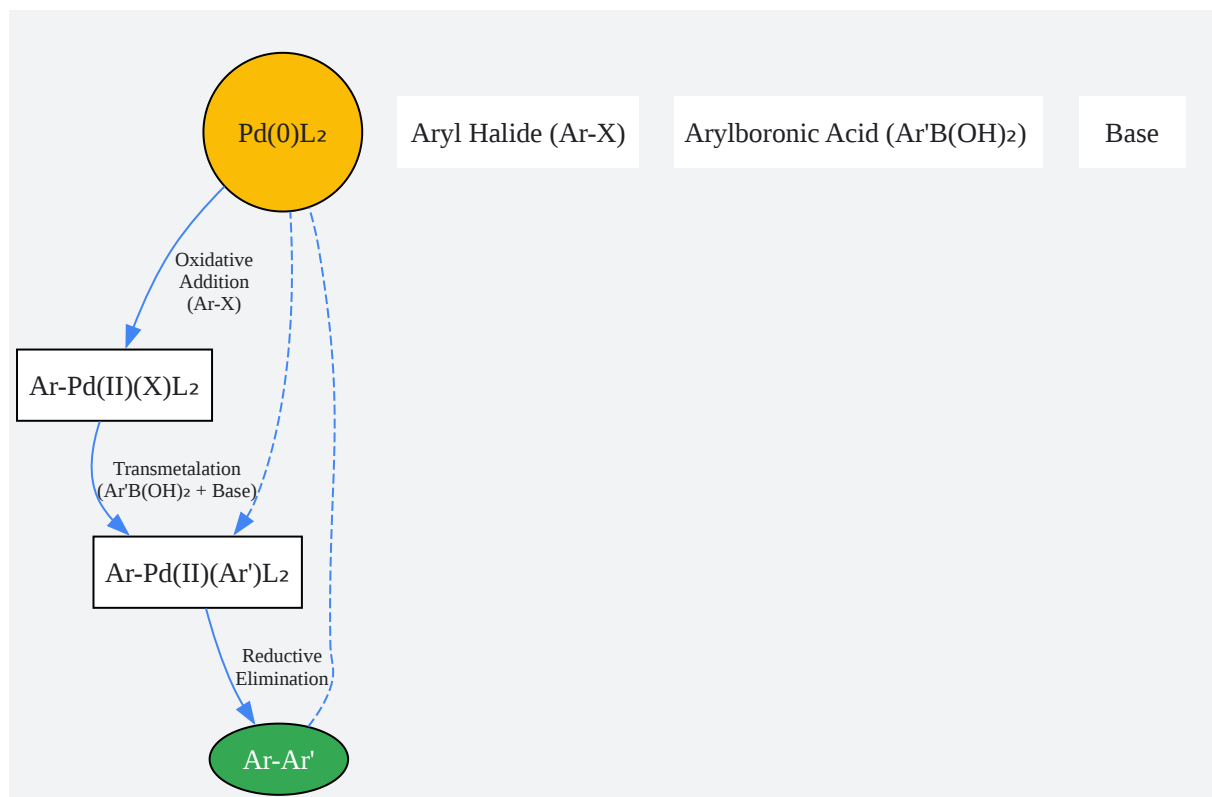 Pd(0)L₂
Aryl Halide (Ar-X)
Arylboronic Acid (Ar'B(OH)₂)
Base
Oxidative
Addition
(Ar-X)
Ar-Pd(II)(X)L₂
Transmetalation
(Ar'B(OH)₂ + Base)
Ar-Pd(II)(Ar')L₂
Reductive
Elimination
Ar-Ar'